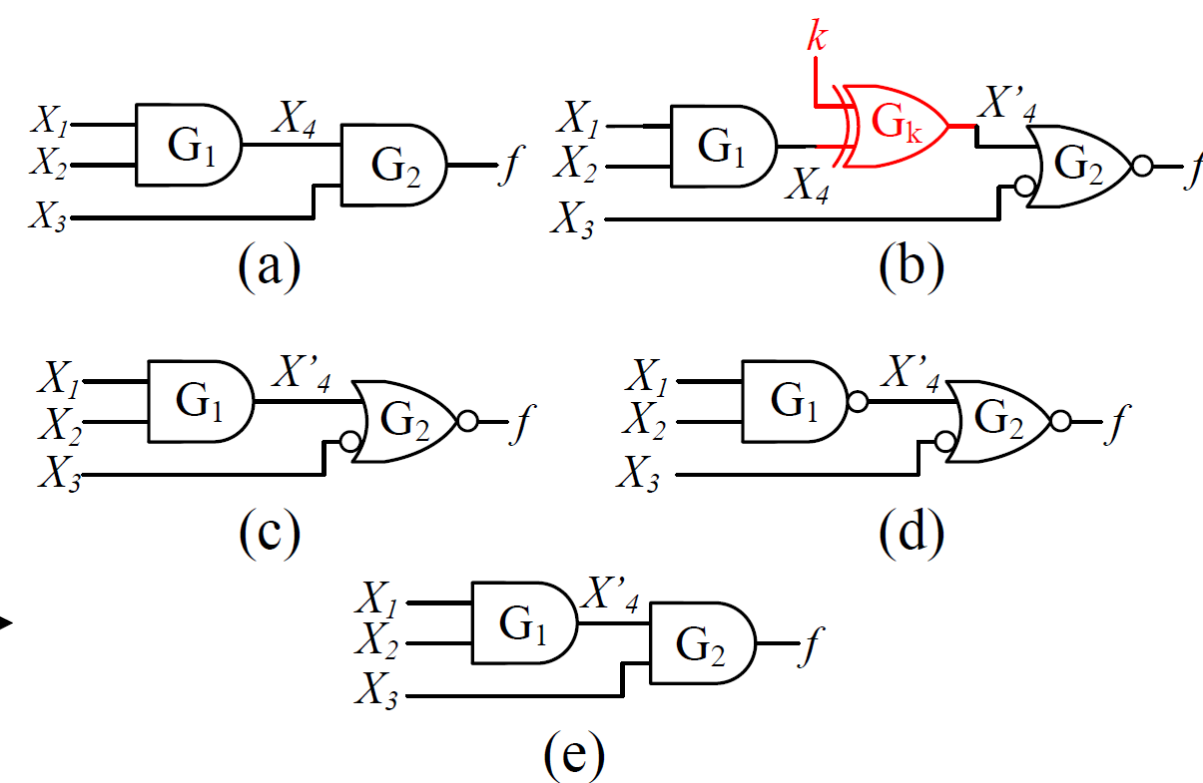 X₁ X₂ X₃ G₁ X₄ G₂ f
(a)
k
X₁ X₂ X₃ G₁ X₄ Gₖ X'₄ G₂ f
(b)
X₁ X₂ X₃ G₁ X'₄ G₂ f
(c)
X₁ X₂ X₃ G₁ X'₄ G₂ f
(d)
X₁ X₂ X₃ G₁ X'₄ G₂ f
(e)